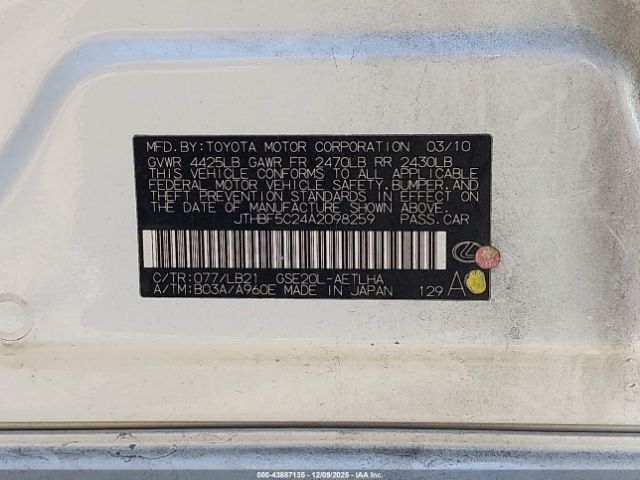 MFD.BY:TOYOTA MOTOR CORPORATION 03/10
GVWR 4425LB GAWR FR 2470LB RR 2430LB
THIS VEHICLE CONFORMS TO ALL APPLICABLE
FEDERAL MOTOR VEHICLE SAFETY, BUMPER, AND
THEFT PREVENTION STANDARDS IN EFFECT ON
THE DATE OF MANUFACTURE SHOWN ABOVE.
JTHBF5C24A2098259 PASS.CAR
C/TR:077/LB21 GSE20L-AETLHA
A/TM:B03A/A960E MADE IN JAPAN 129 A
000-43887135 - 12/09/2025 - IAAI.COM